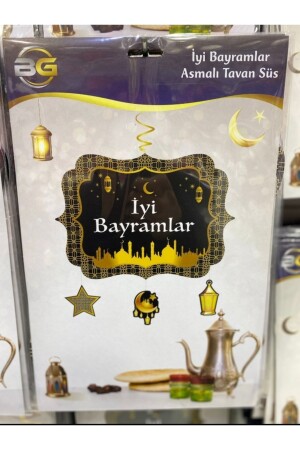 BG
İyi Bayramlar
Asmalı Tavan Süs
İyi
Bayramlar